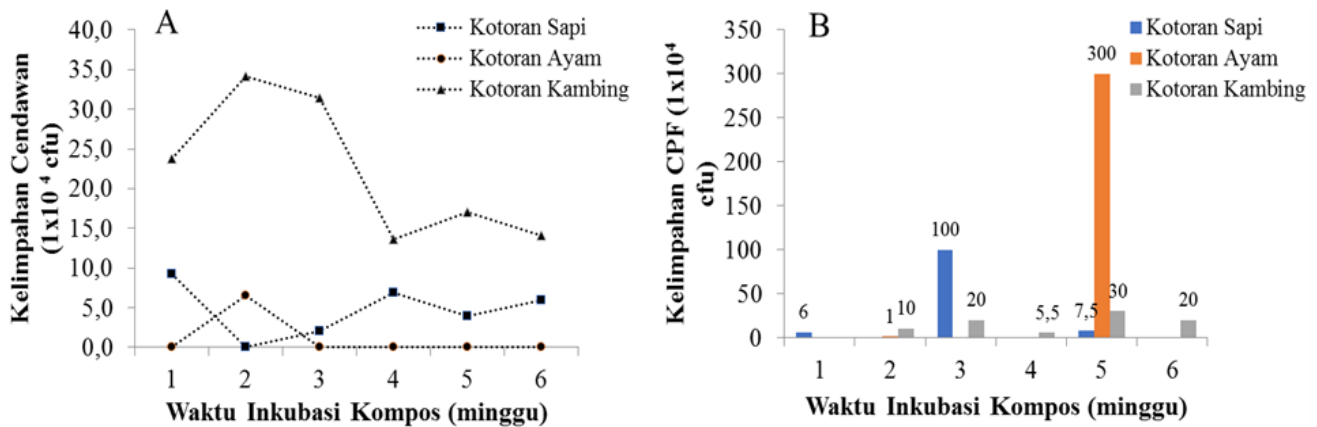 A
Kotoran Sapi
Kotoran Ayam
Kotoran Kambing
Kelimpahan Cendawan
(1x10⁻⁴ cfu)
40,0
35,0
30,0
25,0
20,0
15,0
10,0
5,0
0,0
1 2 3 4 5 6
Waktu Inkubasi Kompos (minggu)
B
Kotoran Sapi
Kotoran Ayam
Kotoran Kambing
Kelimpahan CPF (1x10⁴
cfu)
350
300
250
200
150
100
50
0
6
1
10
100
20
5,5
7,5
300
30
20
1 2 3 4 5 6
Waktu Inkubasi Kompos (minggu)